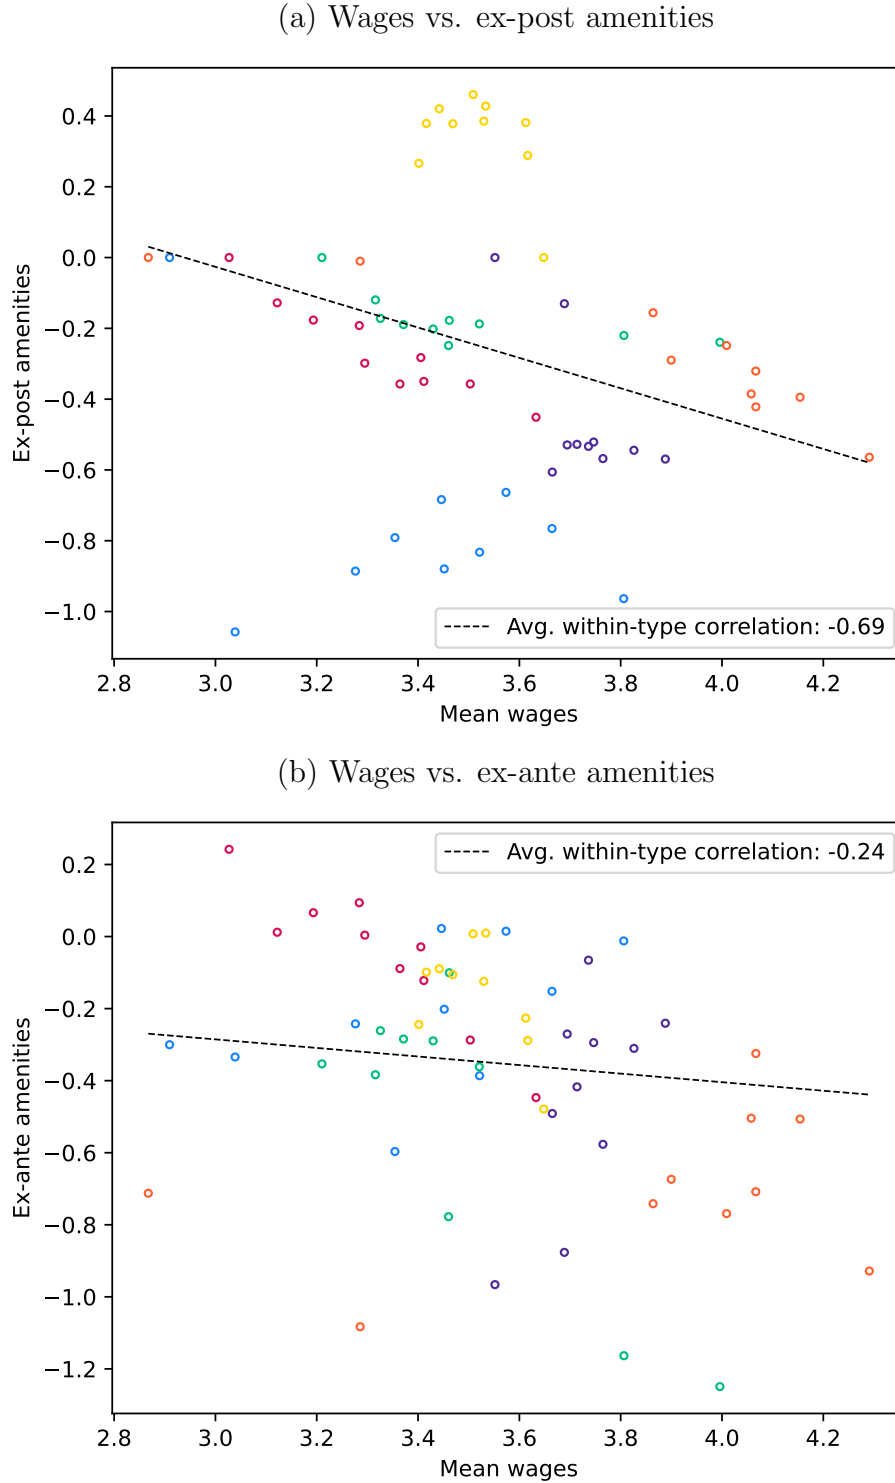 (a) Wages vs. ex-post amenities
Ex-post amenities
0.4
0.2
0.0
−0.2
−0.4
−0.6
−0.8
−1.0
Avg. within-type correlation: -0.69
2.8 3.0 3.2 3.4 3.6 3.8 4.0 4.2
Mean wages
(b) Wages vs. ex-ante amenities
Ex-ante amenities
Avg. within-type correlation: -0.24
0.2
0.0
−0.2
−0.4
−0.6
−0.8
−1.0
−1.2
2.8 3.0 3.2 3.4 3.6 3.8 4.0 4.2
Mean wages